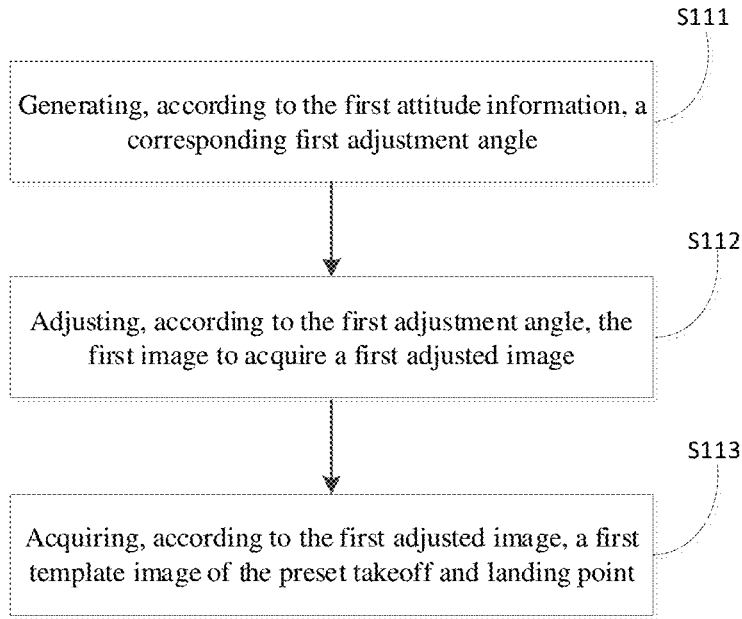 S111
Generating, according to the first attitude information, a
corresponding first adjustment angle
S112
Adjusting, according to the first adjustment angle, the
first image to acquire a first adjusted image
S113
Acquiring, according to the first adjusted image, a first
template image of the preset takeoff and landing point